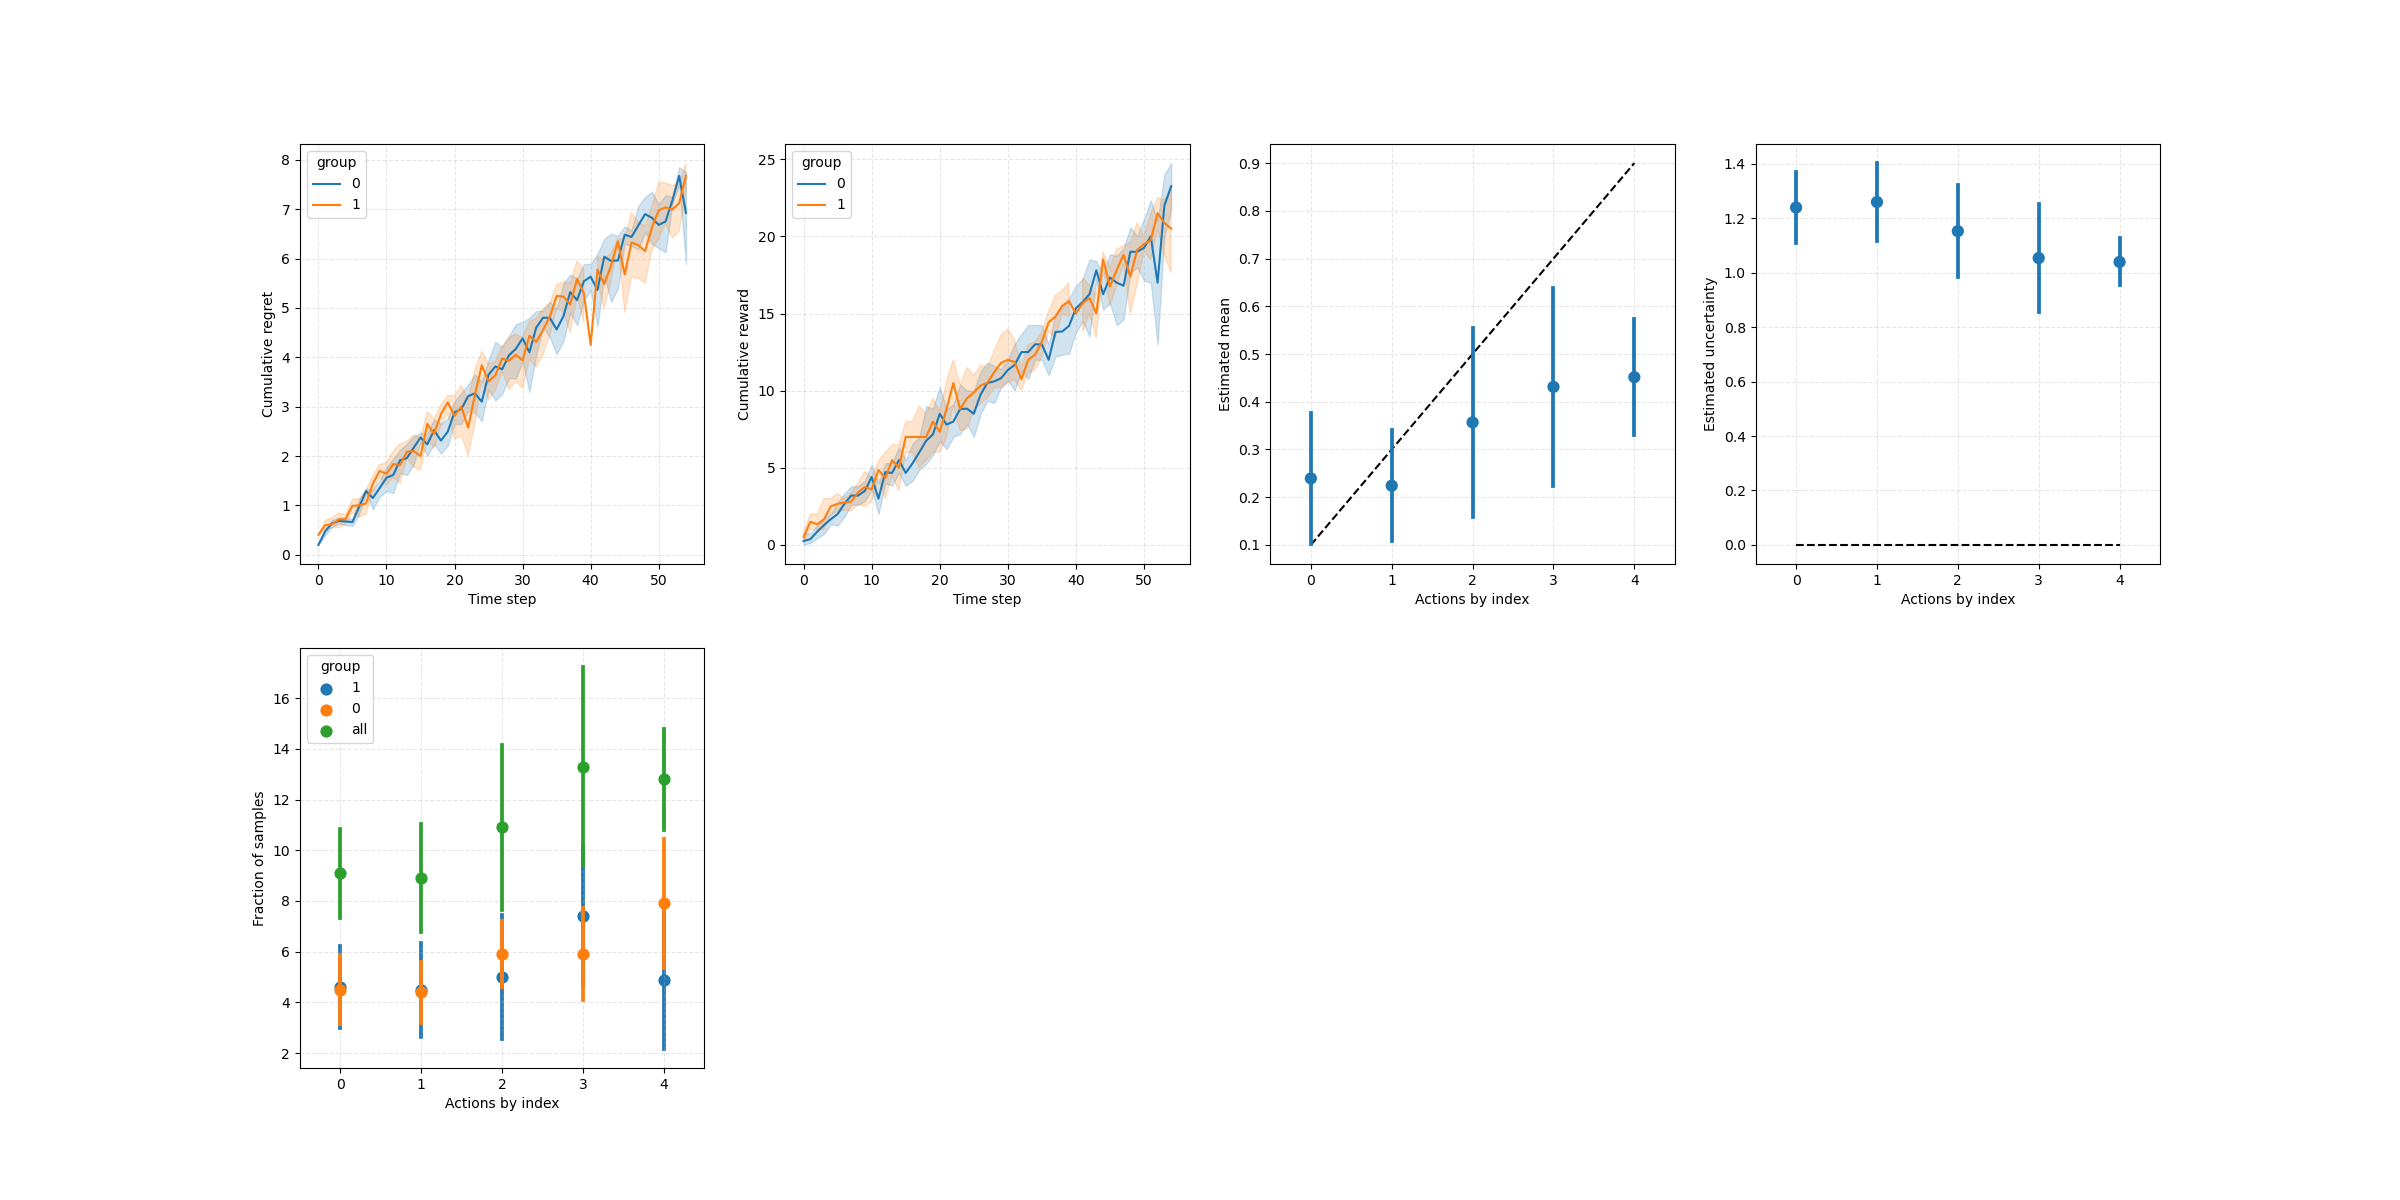 group
0
1
8
7
6
5
4
3
2
1
0
Cumulative regret
0 10 20 30 40 50
Time step
group
0
1
25
20
15
10
5
0
Cumulative reward
0 10 20 30 40 50
Time step
0.9
0.8
0.7
0.6
0.5
0.4
0.3
0.2
0.1
Estimated mean
0 1 2 3 4
Actions by index
1.4
1.2
1.0
0.8
0.6
0.4
0.2
0.0
Estimated uncertainty
0 1 2 3 4
Actions by index
group
1
0
all
16
14
12
10
8
6
4
2
Fraction of samples
0 1 2 3 4
Actions by index